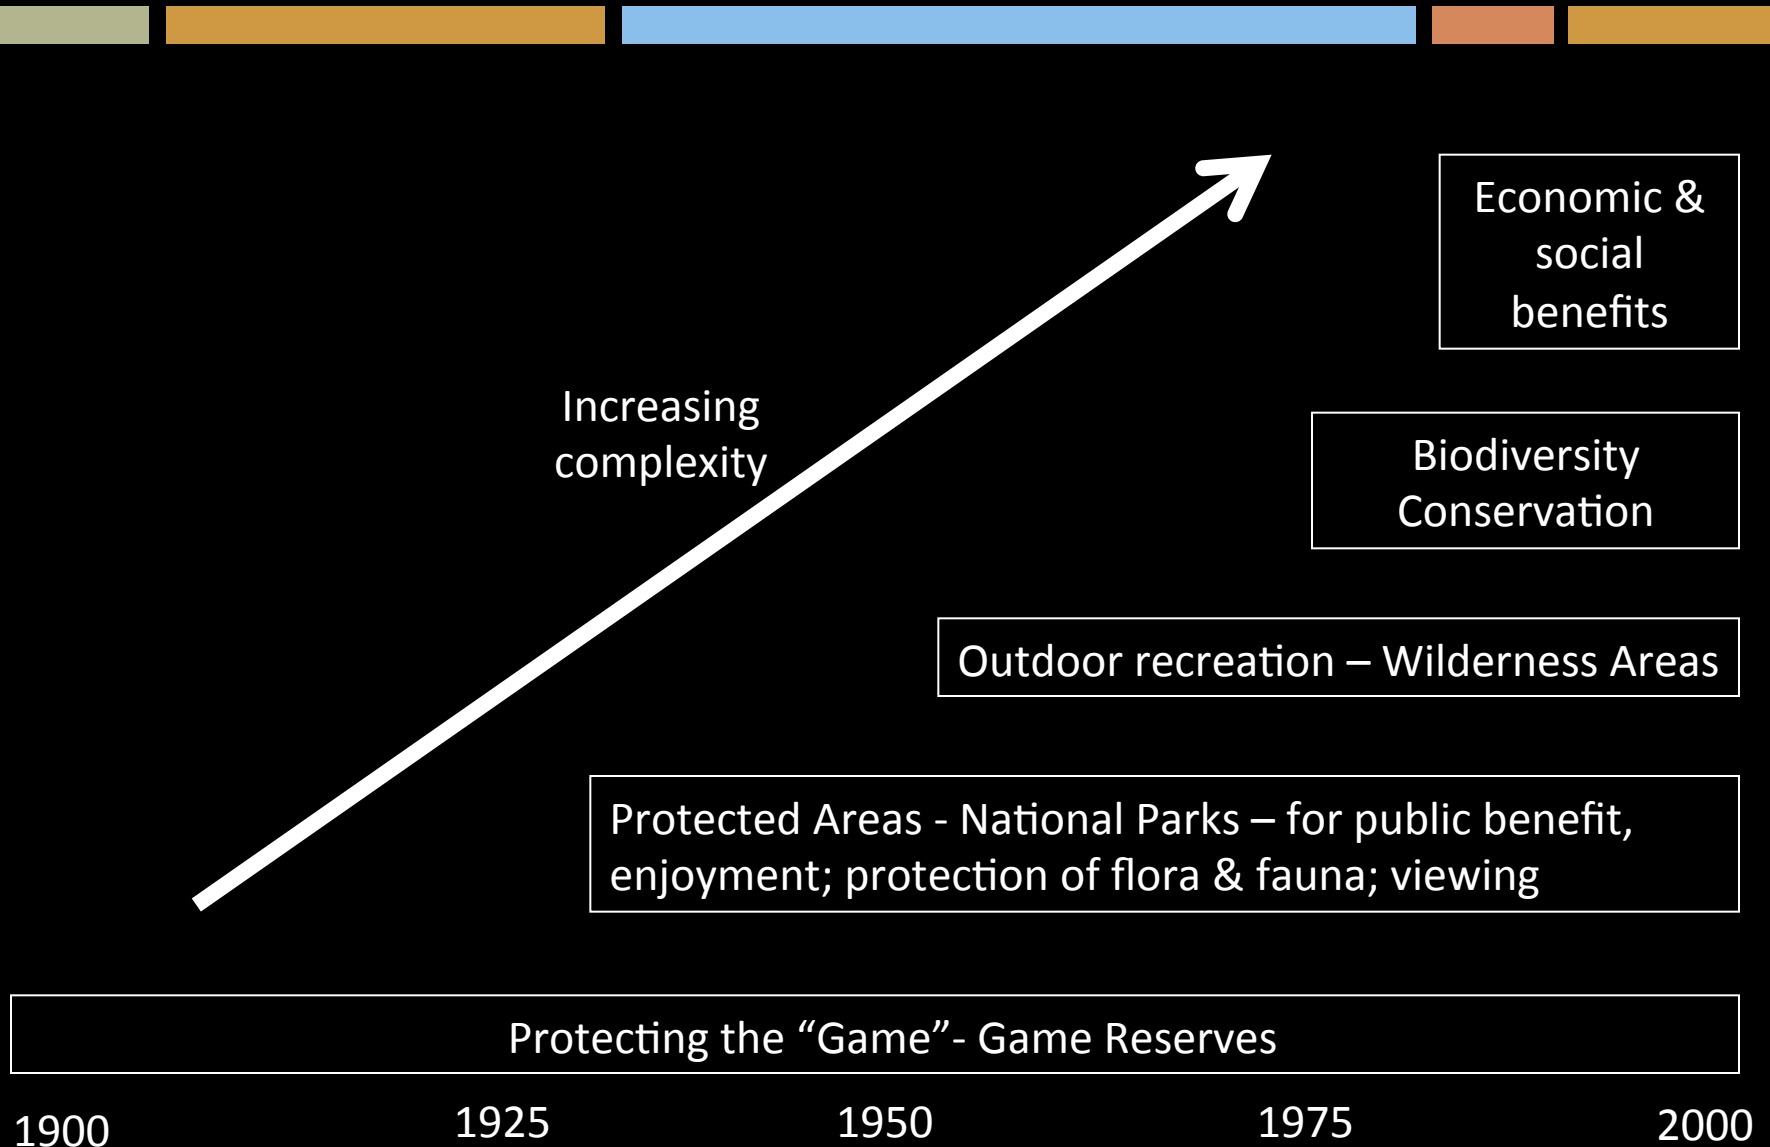 Economic &
social
benefits
Increasing
complexity
Biodiversity
Conservation
Outdoor recreation – Wilderness Areas
Protected Areas - National Parks – for public benefit,
enjoyment; protection of flora & fauna; viewing
Protecting the “Game”- Game Reserves
1900 1925 1950 1975 2000